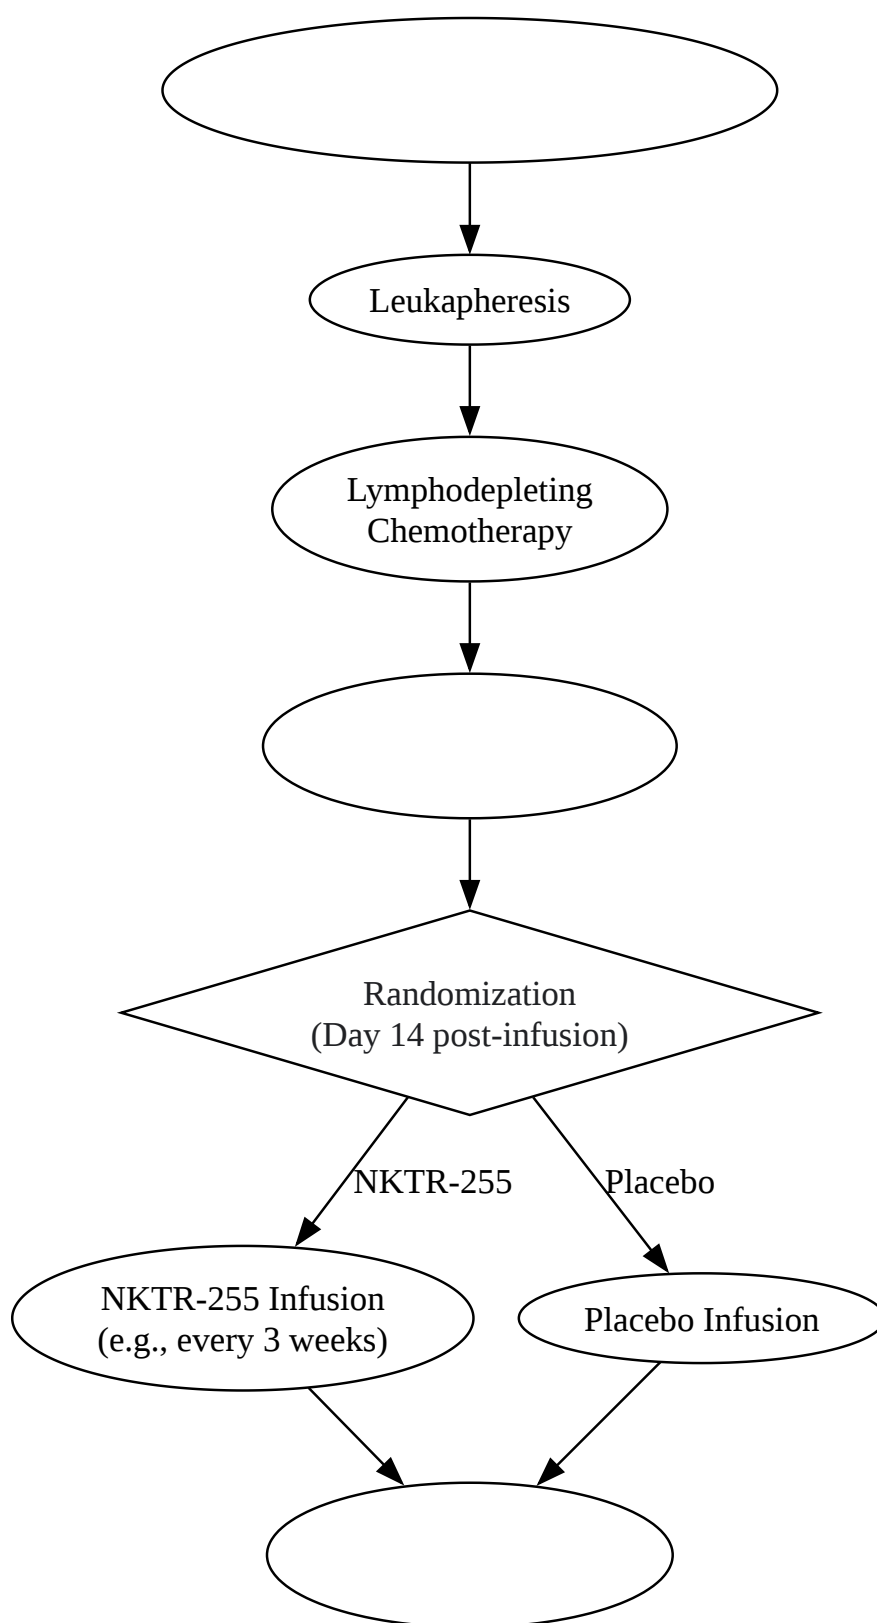 Leukapheresis
Lymphodepleting
Chemotherapy
Randomization
(Day 14 post-infusion)
NKTR-255
Placebo
NKTR-255 Infusion
(e.g., every 3 weeks)
Placebo Infusion